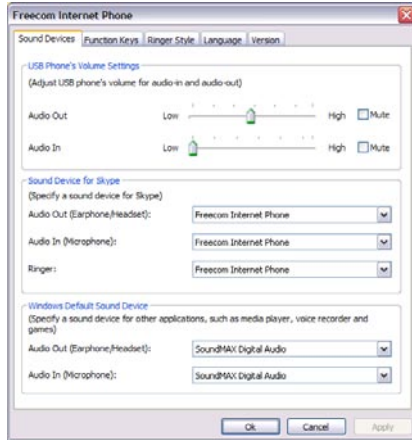 Freecom Internet Phone
Sound Devices Function Keys Ringer Style Language Version
USB Phone's Volume Settings
(Adjust USB phone's volume for audio-in and audio-out)
Audio Out Low High Mute
Audio In Low High Mute
Sound Device for Skype
(Specify a sound device for Skype)
Audio Out (Earphone/Headset): Freecom Internet Phone
Audio In (Microphone): Freecom Internet Phone
Ringer: Freecom Internet Phone
Windows Default Sound Device
(Specify a sound device for other applications, such as media player, voice recorder and
games)
Audio Out (Earphone/Headset): SoundMAX Digital Audio
Audio In (Microphone): SoundMAX Digital Audio
Ok Cancel Apply